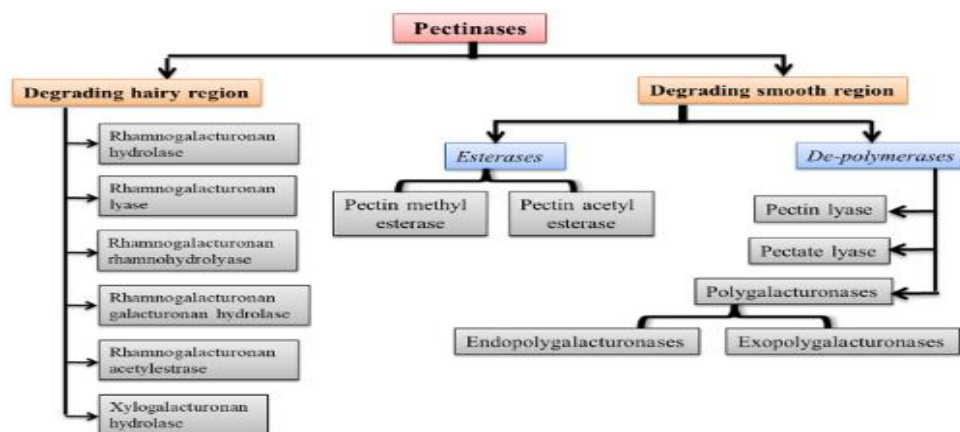 Pectinases
Degrading hairy region
Rhamnogalacturonan
hydrolase
Rhamnogalacturonan
lyase
Rhamnogalacturonan
rhamnohydrolyase
Rhamnogalacturonan
galacturonan hydrolase
Rhamnogalacturonan
acetylestrase
Xylogalacturonan
hydrolase
Degrading smooth region
Esterases
Pectin methyl
esterase
Pectin acetyl
esterase
De-polymerases
Pectin lyase
Pectate lyase
Polygalacturonases
Endopolygalacturonases
Exopolygalacturonases